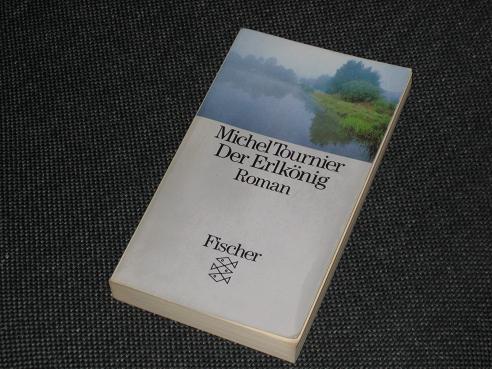 Michel Tournier
Der Erlkönig
Roman
Fischer